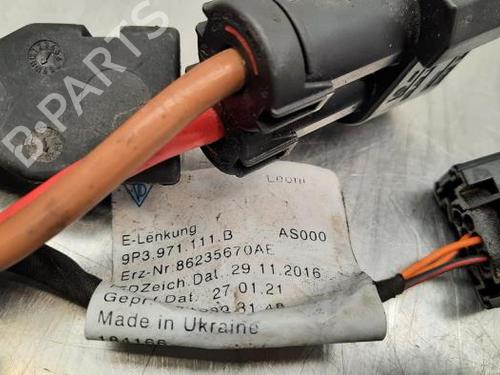 B-PARTS
Leoni
E-Lenkung
9P3.971.111.B AS000
Erz-Nr.86235670AE
Zeich.Dat. 29.11.2016
Gepr.Dat. 27.01.21
Made in Ukraine